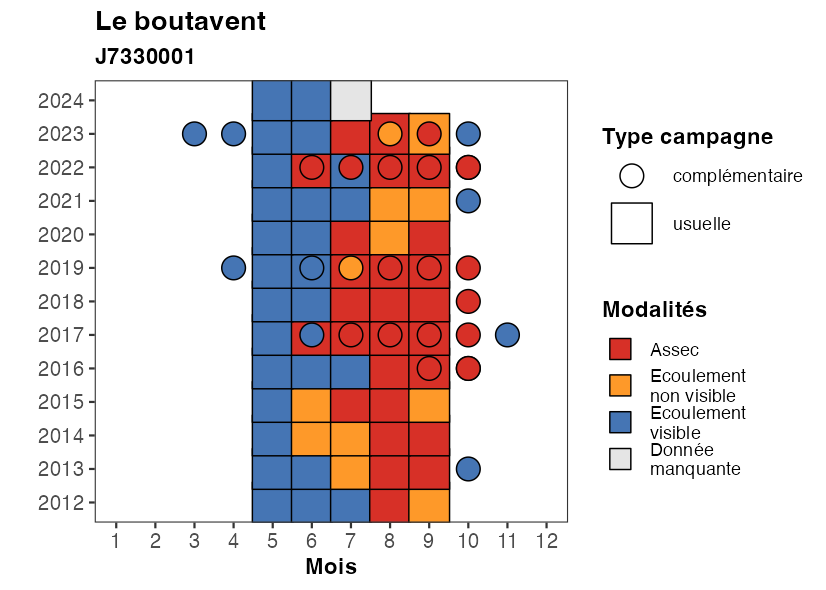 Le boutavent
J7330001
2024
2023
2022
2021
2020
2019
2018
2017
2016
2015
2014
2013
2012
1 2 3 4 5 6 7 8 9 10 11 12
Mois
Type campagne
complémentaire
usuelle
Modalités
Assec
Ecoulement
non visible
Ecoulement
visible
Donnée
manquante